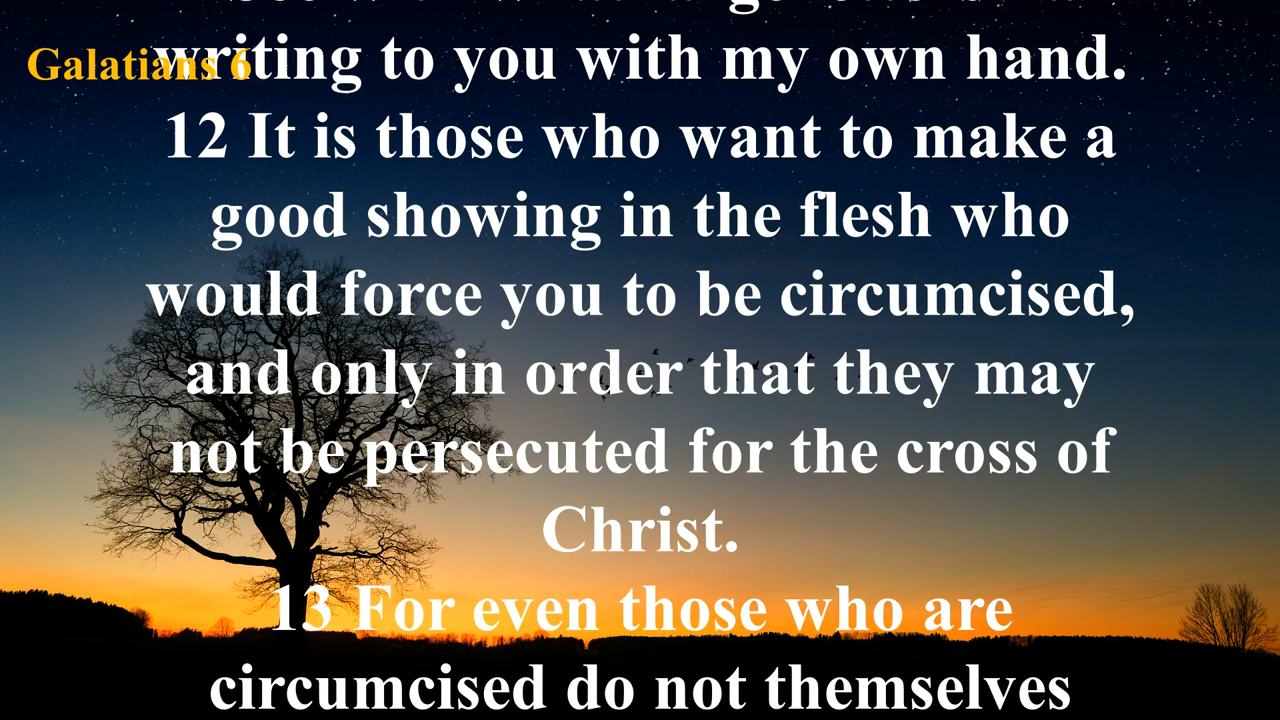 Galatians 6
writing to you with my own hand.
12 It is those who want to make a
good showing in the flesh who
would force you to be circumcised,
and only in order that they may
not be persecuted for the cross of
Christ.
13 For even those who are
circumcised do not themselves